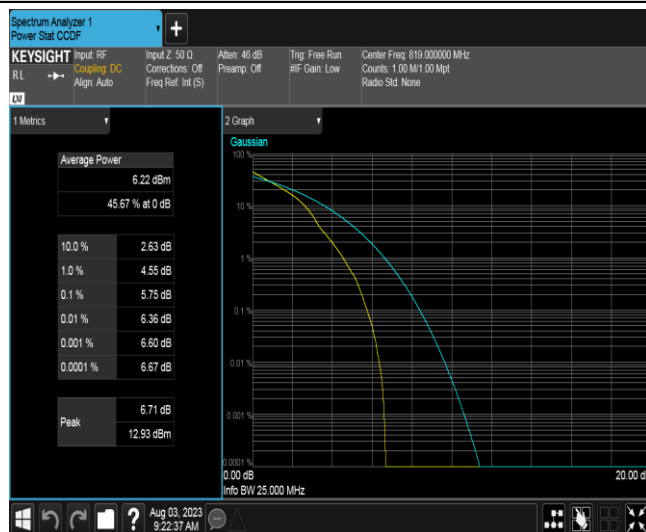 Spectrum Analyzer 1
Power Stat CCDF
+
KEYSIGHT
RL
LXI
Input: RF
Coupling: DC
Align: Auto
Input Z: 50 Ω
Corrections: Off
Freq Ref: Int (S)
Atten: 46 dB
Preamp: Off
Trig: Free Run
#IF Gain: Low
Center Freq: 819.000000 MHz
Counts: 1.00 M/1.00 Mpt
Radio Std: None
1 Metrics
Average Power
6.22 dBm
45.67 % at 0 dB
10.0 % 2.63 dB
1.0 % 4.55 dB
0.1 % 5.75 dB
0.01 % 6.36 dB
0.001 % 6.60 dB
0.0001 % 6.67 dB
Peak
6.71 dB
12.93 dBm
2 Graph
Gaussian
100 %
10 %
1 %
0.1 %
0.01 %
0.001 %
0.0001 %
0.00 dB
20.00 dB
Info BW 25.000 MHz
?
Aug 03, 2023
9:22:37 AM